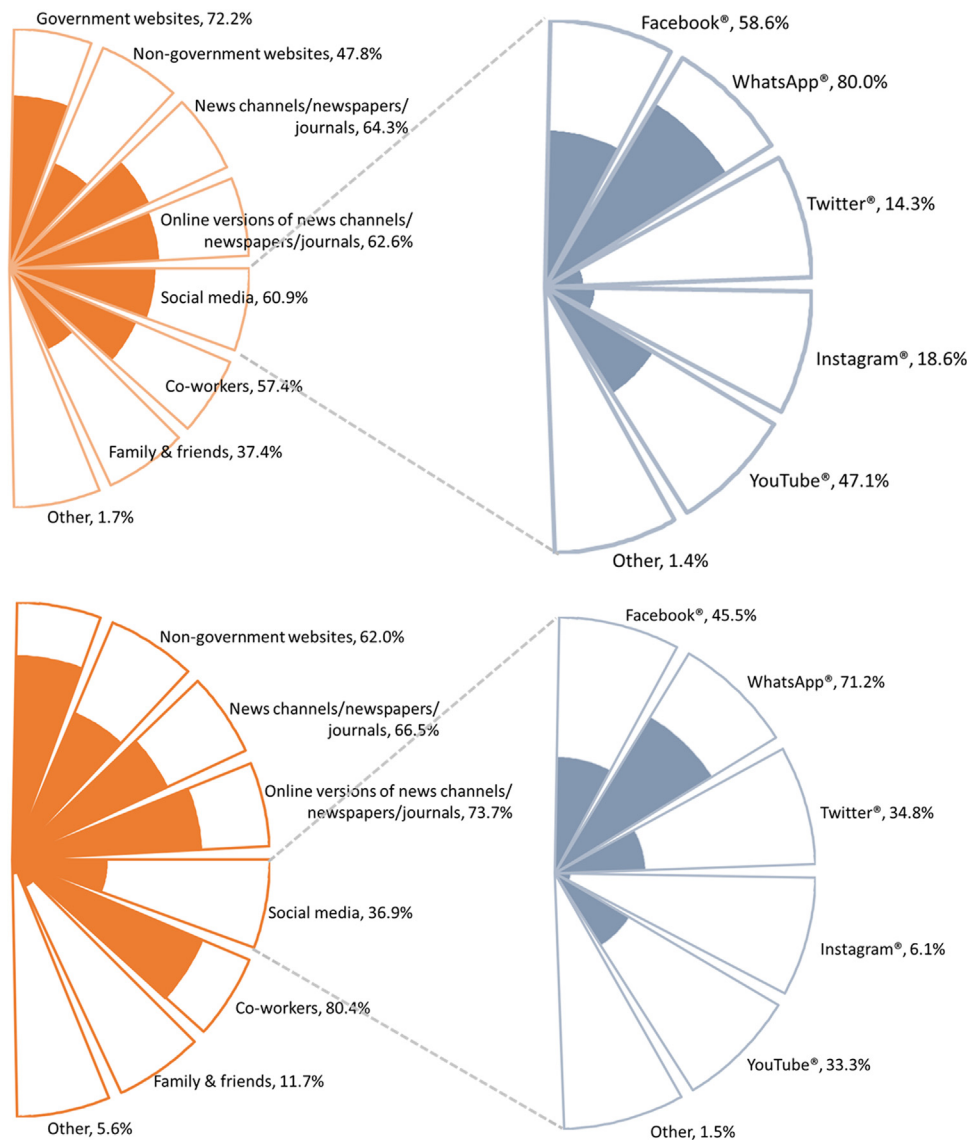 Government websites, 72.2%
Non-government websites, 47.8%
News channels/newspapers/
journals, 64.3%
Online versions of news channels/
newspapers/journals, 62.6%
Social media, 60.9%
Co-workers, 57.4%
Family & friends, 37.4%
Other, 1.7%
Facebook®, 58.6%
WhatsApp®, 80.0%
Twitter®, 14.3%
Instagram®, 18.6%
YouTube®, 47.1%
Other, 1.4%
Non-government websites, 62.0%
News channels/newspapers/
journals, 66.5%
Online versions of news channels/
newspapers/journals, 73.7%
Social media, 36.9%
Co-workers, 80.4%
Family & friends, 11.7%
Other, 5.6%
Facebook®, 45.5%
WhatsApp®, 71.2%
Twitter®, 34.8%
Instagram®, 6.1%
YouTube®, 33.3%
Other, 1.5%